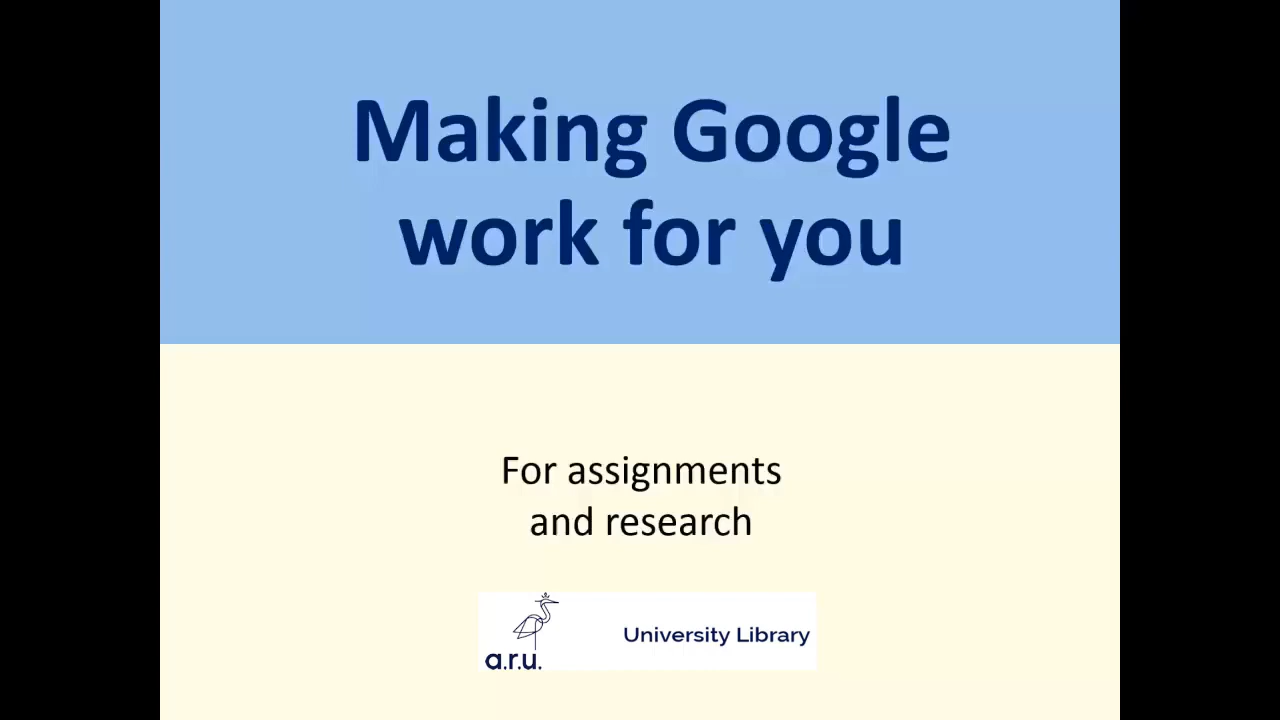 Making Google
work for you
For assignments
and research
a.r.u.
University Library